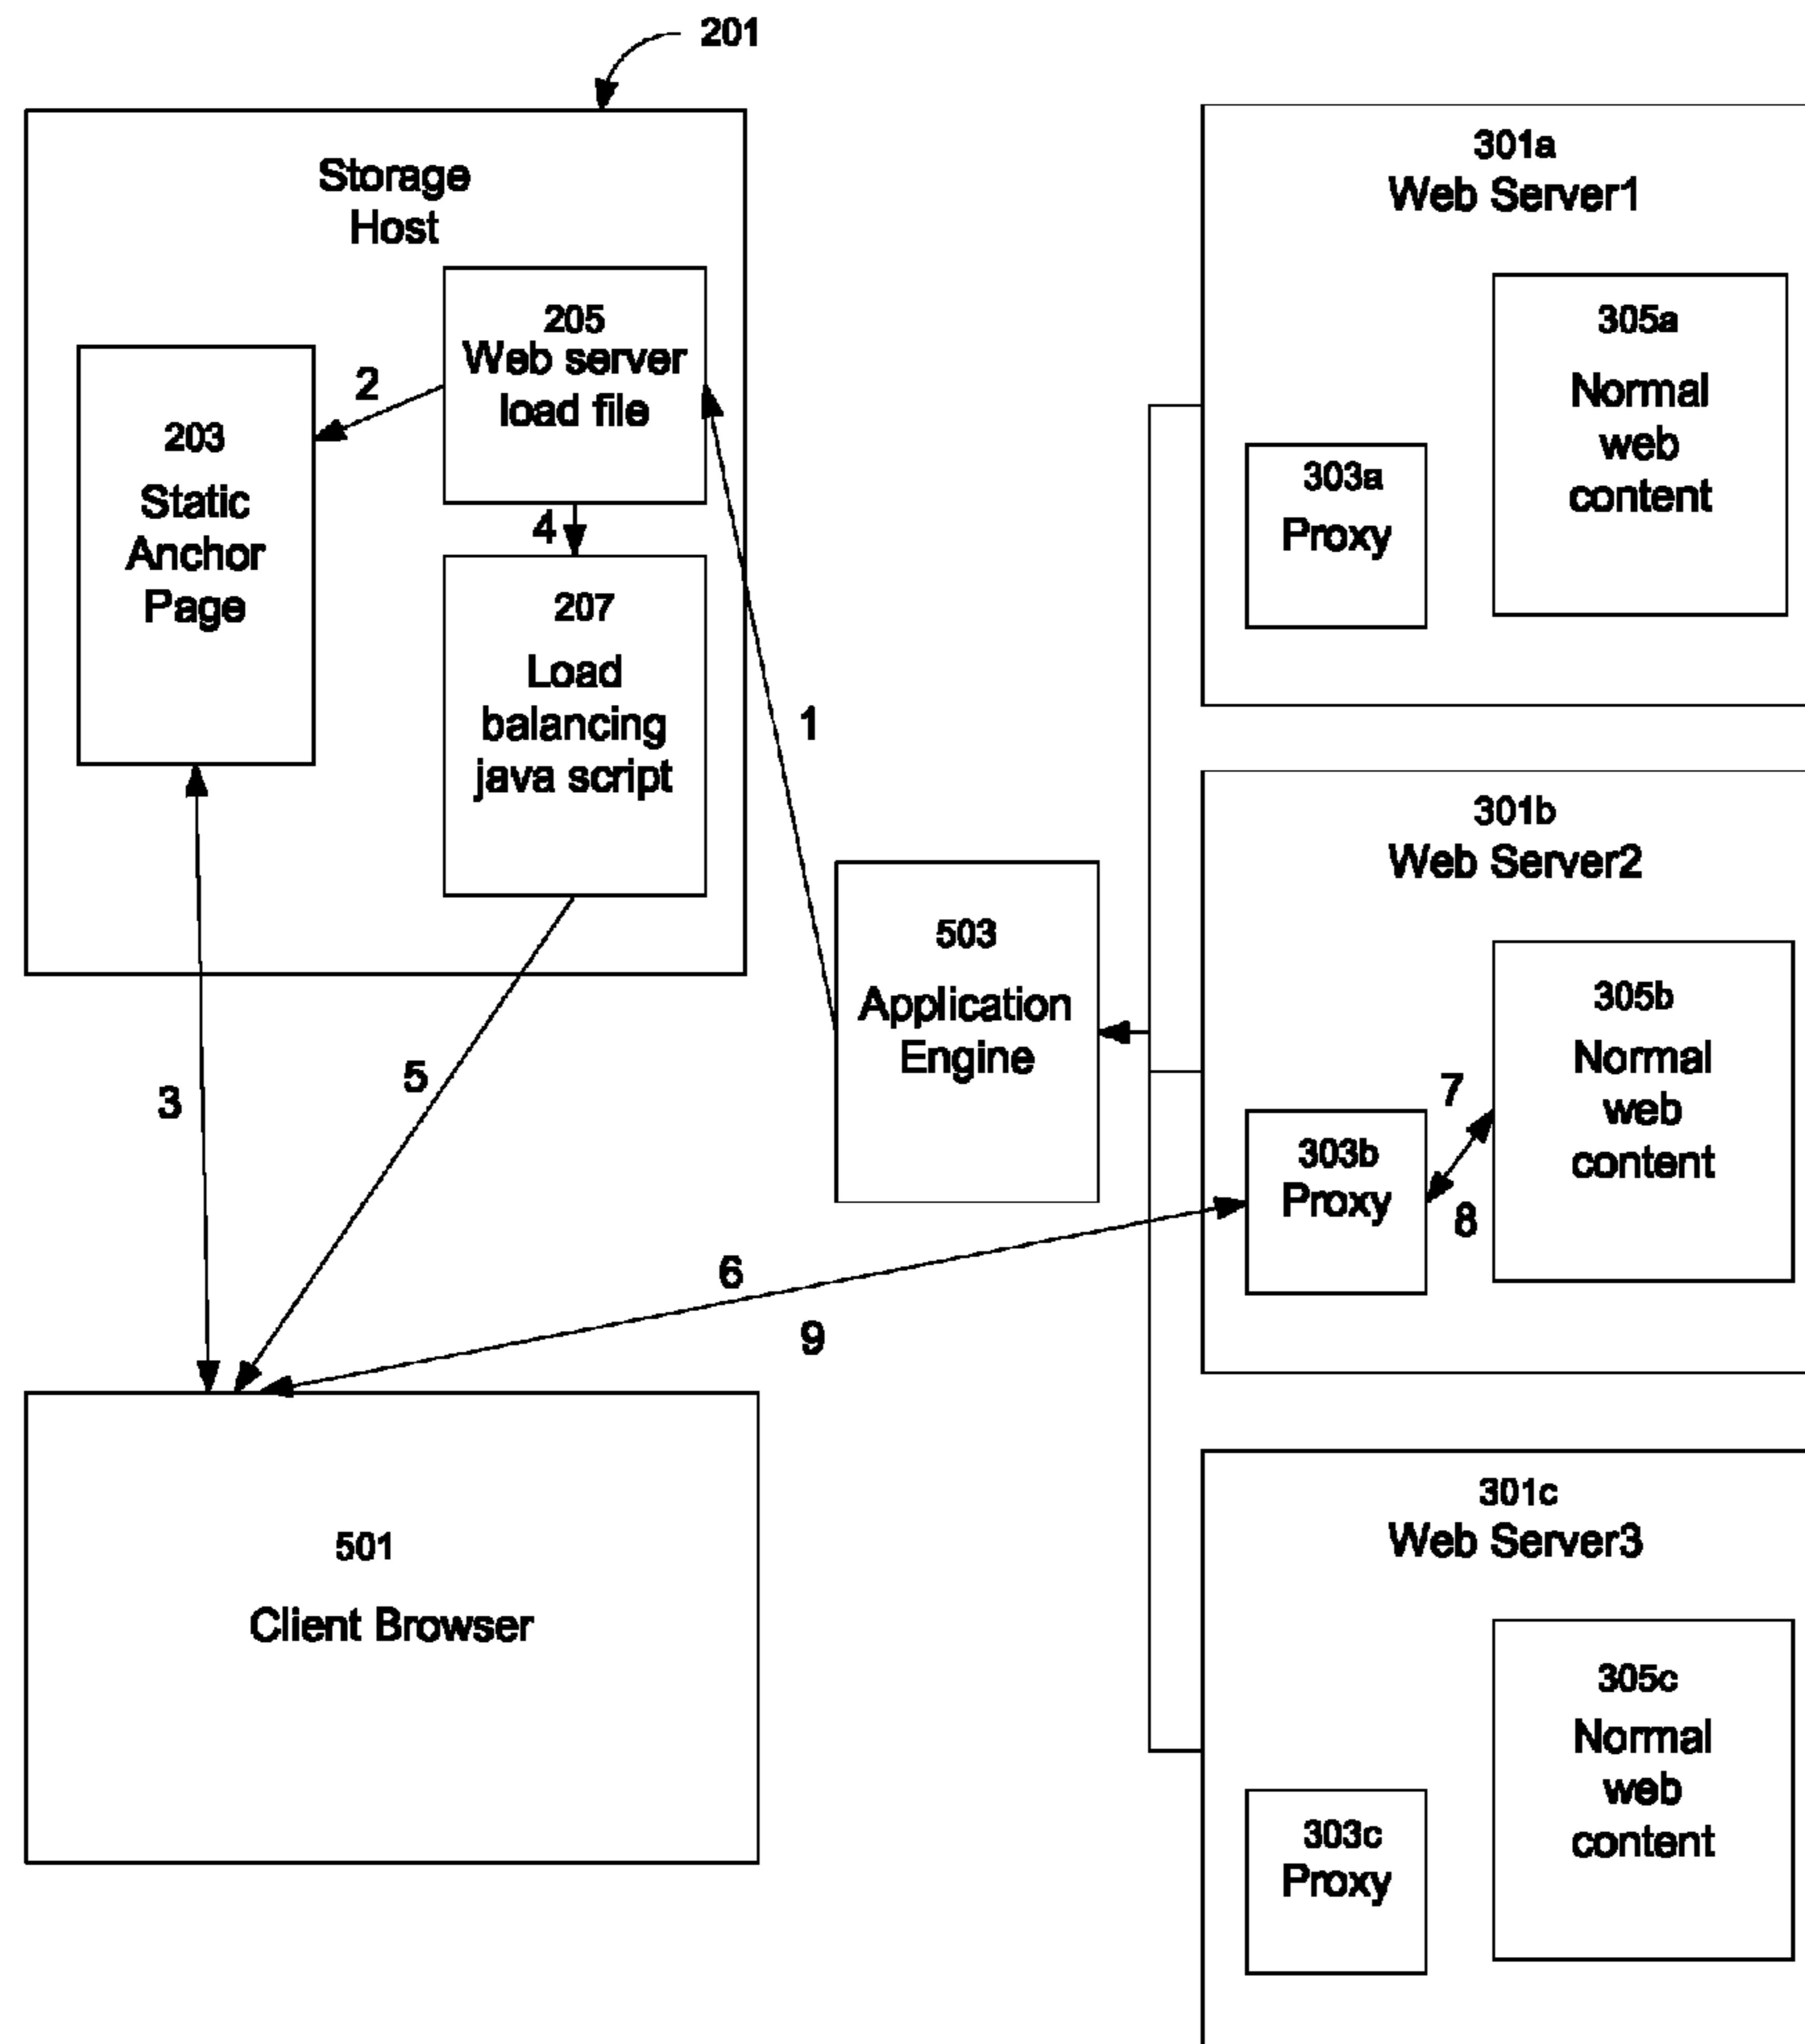 201
Storage
Host
205
Web server
load file
2
203
Static
Anchor
Page
4
207
Load
balancing
java script
1
3
5
503
Application
Engine
6
9
501
Client Browser
301a
Web Server1
305a
Normal
web
content
303a
Proxy
301b
Web Server2
305b
Normal
web
content
7
303b
Proxy
8
301c
Web Server3
305c
Normal
web
content
303c
Proxy